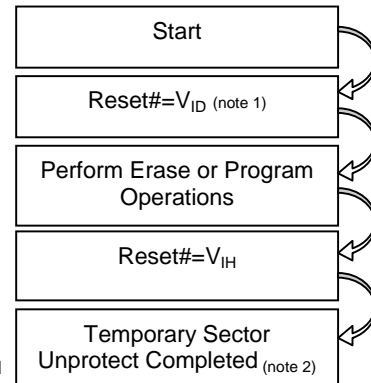 Start
Reset#=VID (note 1)
Perform Erase or Program
Operations
Reset#=VIH
Temporary Sector
Unprotect Completed (note 2)